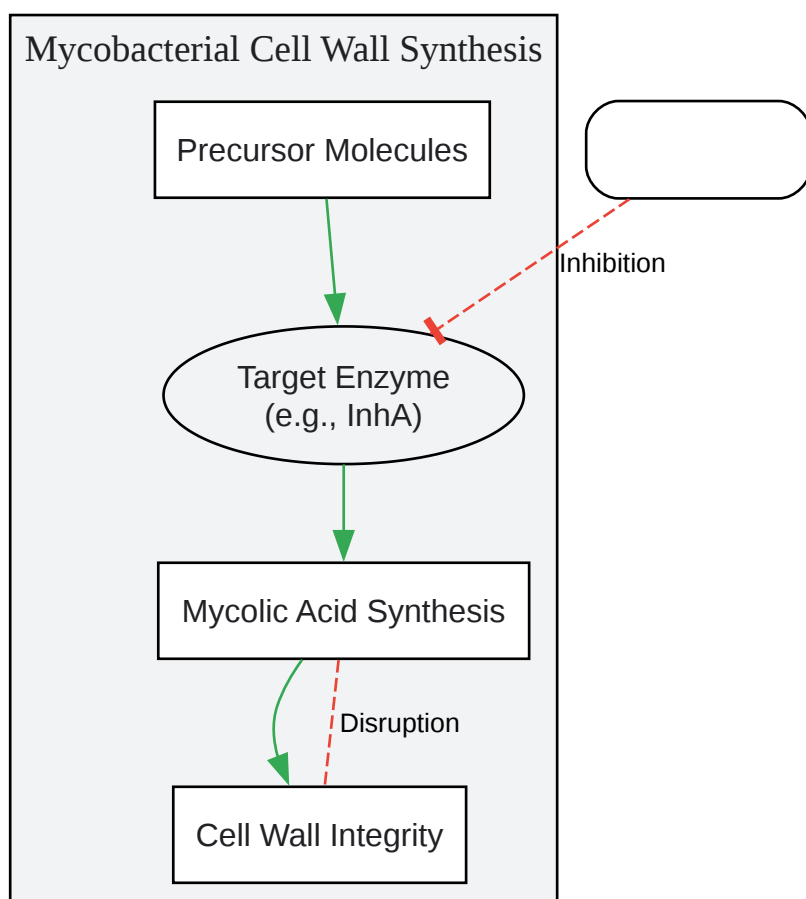 Mycobacterial Cell Wall Synthesis
Precursor Molecules
Inhibition
Target Enzyme
(e.g., InhA)
Mycolic Acid Synthesis
Disruption
Cell Wall Integrity